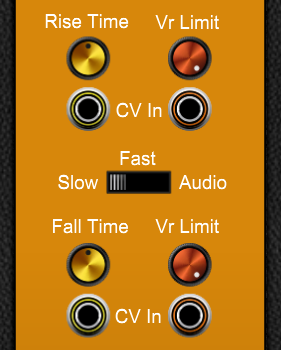 Rise Time Vr Limit
CV In
Fast
Slow Audio
Fall Time Vr Limit
CV In